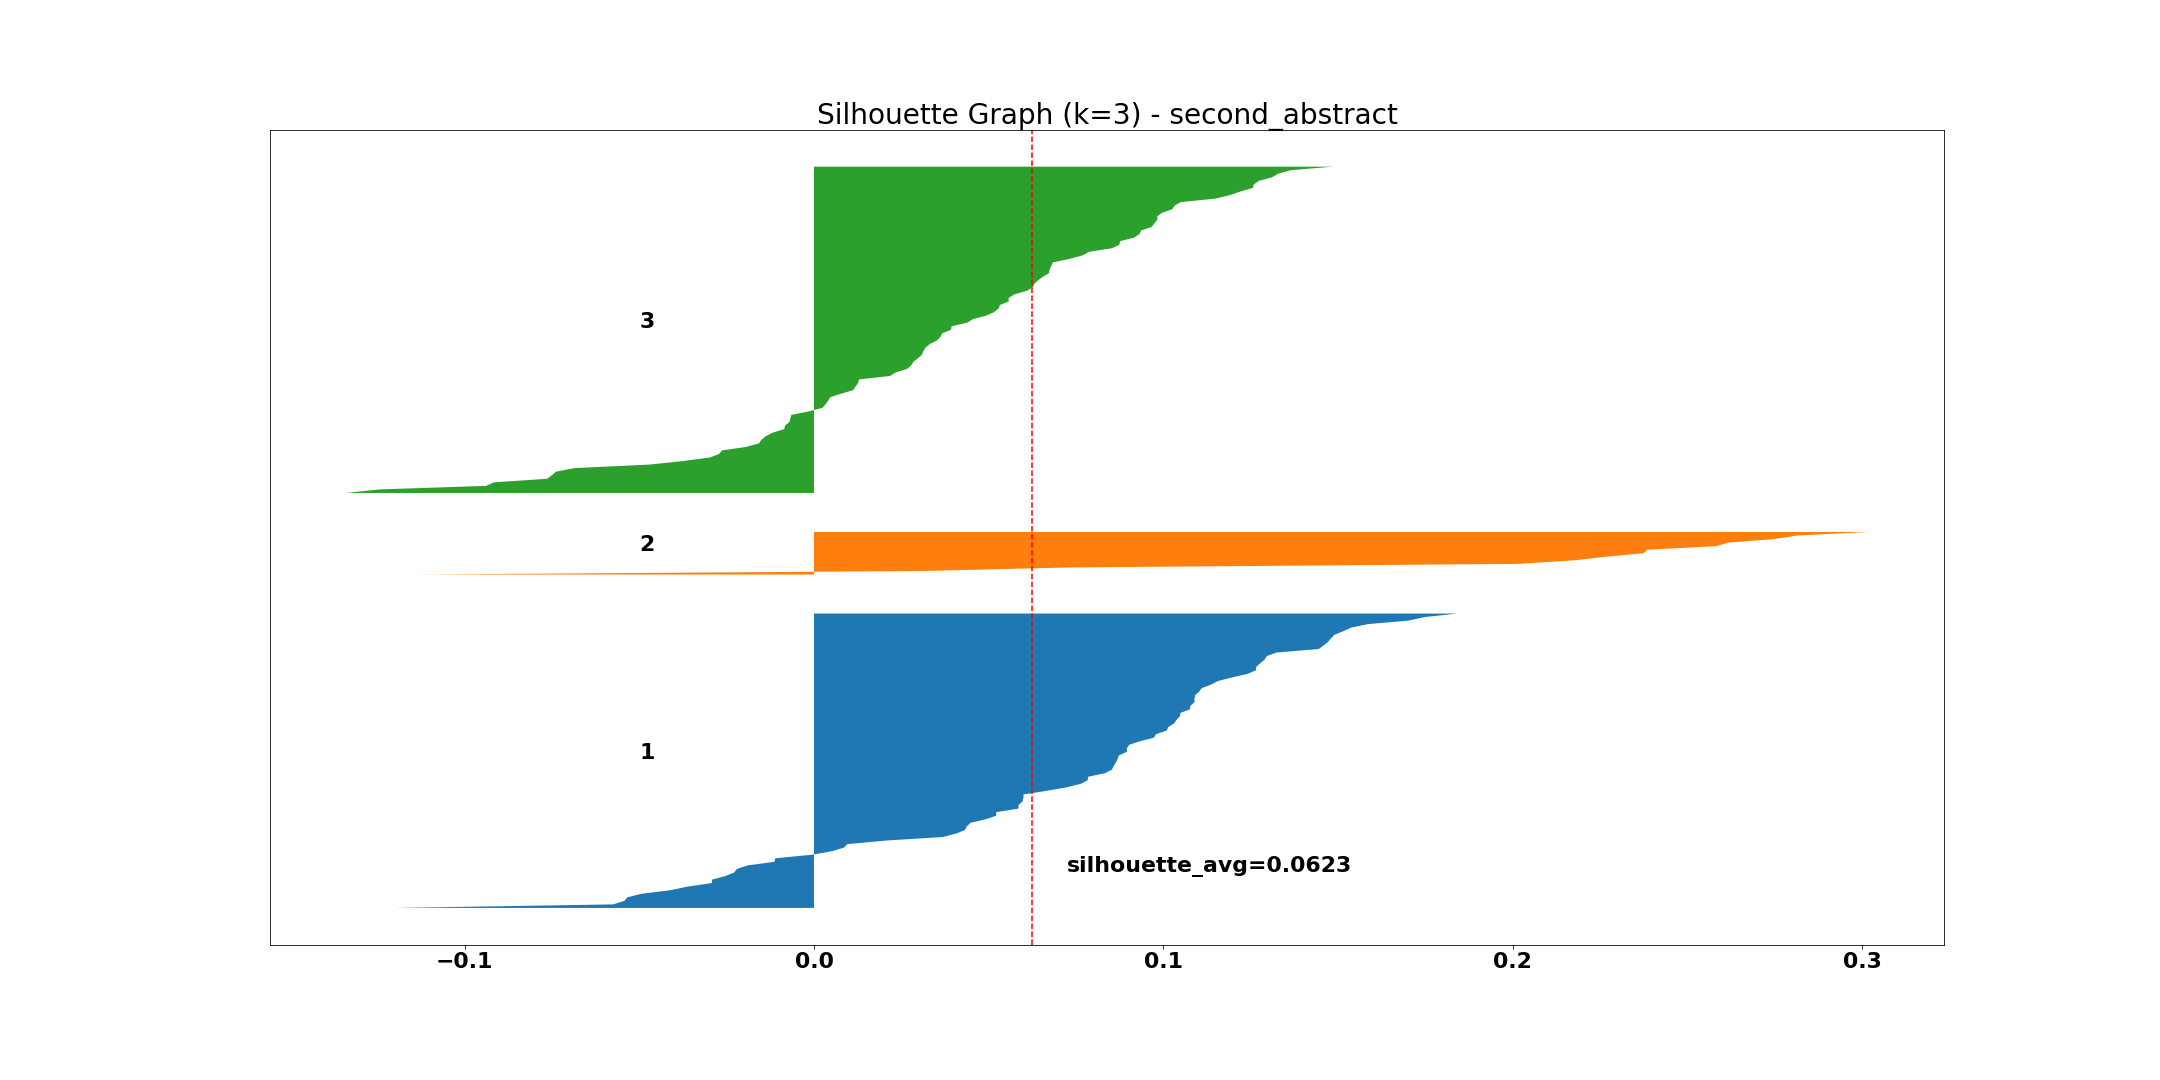 Silhouette Graph (k=3) - second_abstract
3
2
1
silhouette_avg=0.0623
−0.1 0.0 0.1 0.2 0.3